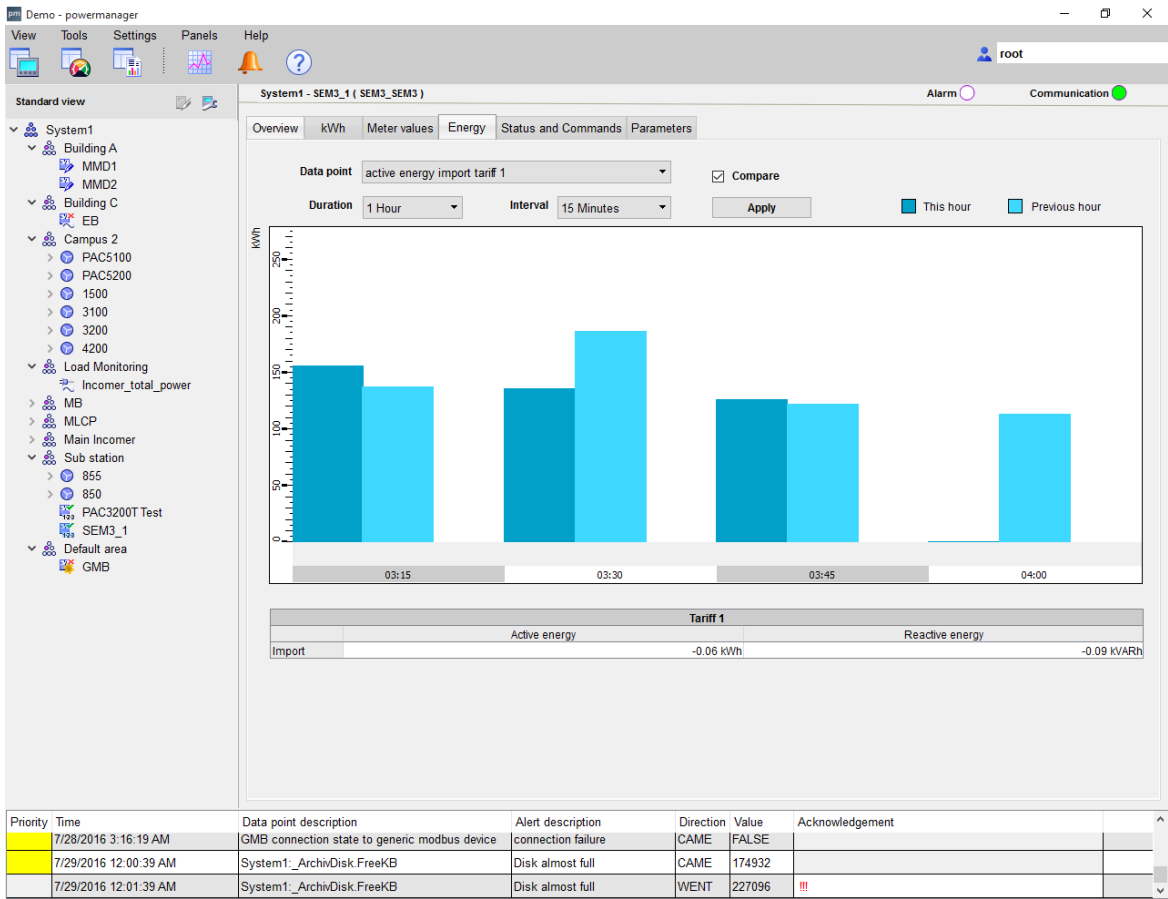 pm Demo - powermanager
View Tools Settings Panels Help
root
Standard view
System1 - SEM3_1 ( SEM3_SEM3 ) Alarm Communication
Overview kWh Meter values Energy Status and Commands Parameters
System1
Building A
MMD1
MMD2
Building C
EB
Campus 2
PAC5100
PAC5200
1500
3100
3200
4200
Load Monitoring
Incomer_total_power
MB
MLCP
Main Incomer
Sub station
855
850
PAC3200T Test
SEM3_1
Default area
GMB
Data point active energy import tariff 1 Compare
Duration 1 Hour Interval 15 Minutes Apply This hour Previous hour
kWh
250
200
150
100
50
0
03:15 03:30 03:45 04:00
Tariff 1
Active energy Reactive energy
Import -0.06 kWh -0.09 kVARh
Priority Time Data point description Alert description Direction Value Acknowledgement
7/28/2016 3:16:19 AM GMB connection state to generic modbus device connection failure CAME FALSE
7/29/2016 12:00:39 AM System1:_ArchivDisk.FreeKB Disk almost full CAME 174932
7/29/2016 12:01:39 AM System1:_ArchivDisk.FreeKB Disk almost full WENT 227096 !!!